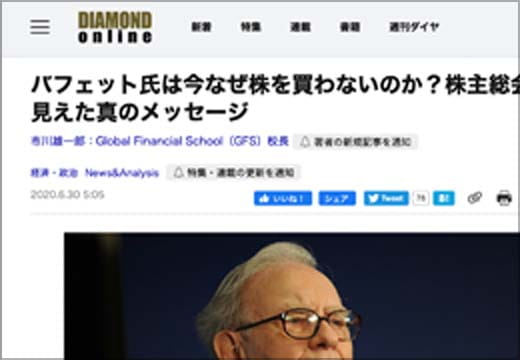 DIAMOND
online
新着 特集 連載 書籍 週刊ダイヤ
バフェット氏は今なぜ株を買わないのか？株主総会
見えた真のメッセージ
市川雄一郎：Global Financial School（GFS）校長 著者の新規記事を通知
経済・政治 News&Analysis 特集・連載の更新を通知
2020.6.30 5:05
いいね！ シェア Tweet 76 B!